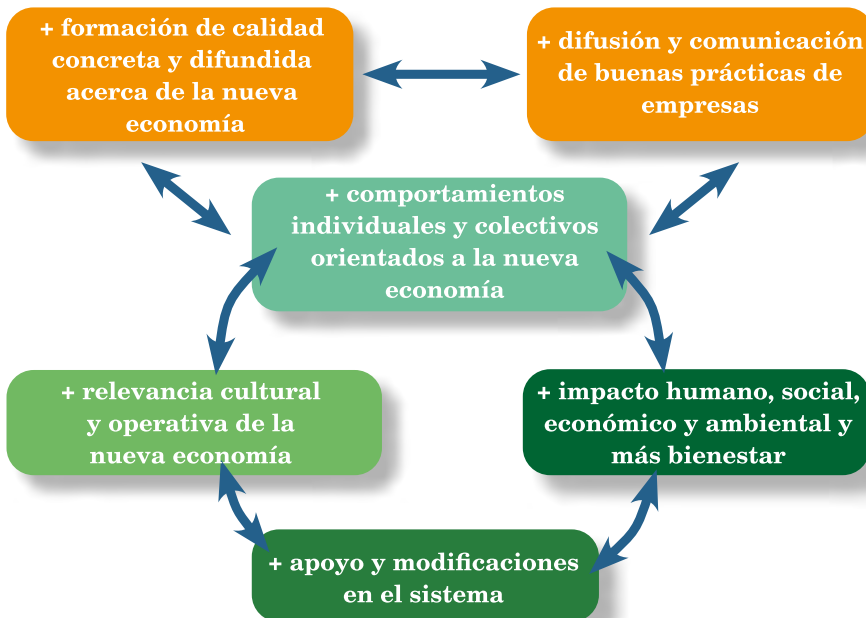 + formación de calidad
concreta y difundida
acerca de la nueva
economía
+ difusión y comunicación
de buenas prácticas de
empresas
+ comportamientos
individuales y colectivos
orientados a la nueva
economía
+ relevancia cultural
y operativa de la
nueva economía
+ impacto humano, social,
económico y ambiental y
más bienestar
+ apoyo y modificaciones
en el sistema